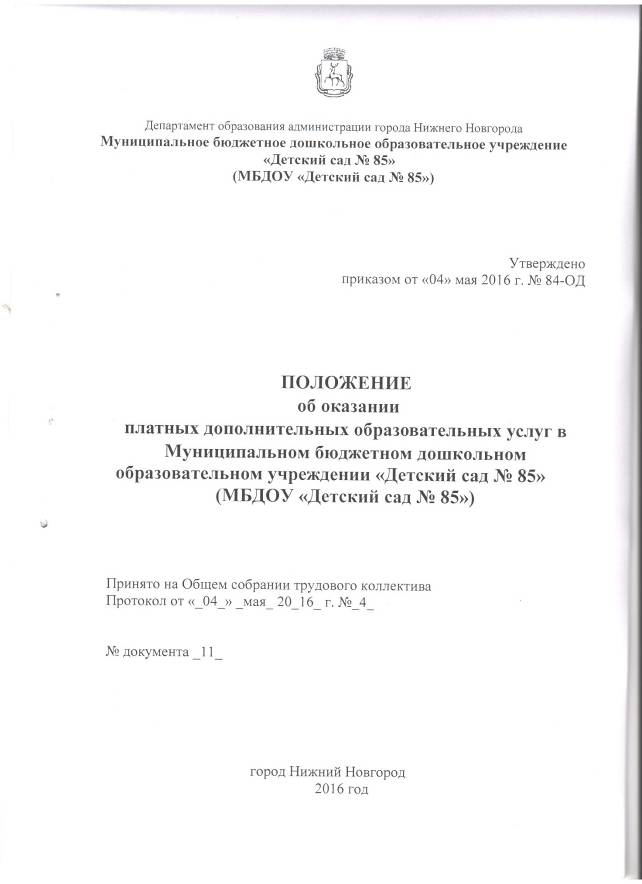 Департамент образования администрации города Нижнего Новгорода
Муниципальное бюджетное дошкольное образовательное учреждение
«Детский сад № 85»
(МБДОУ «Детский сад № 85»)
Утверждено
приказом от «04» мая 2016 г. № 84-ОД
ПОЛОЖЕНИЕ
об оказании
платных дополнительных образовательных услуг в
Муниципальном бюджетном дошкольном
образовательном учреждении «Детский сад № 85»
(МБДОУ «Детский сад № 85»)
Принято на Общем собрании трудового коллектива
Протокол от «_04_» _мая_ 20_16_ г. №_4_
№ документа _11_
город Нижний Новгород
2016 год